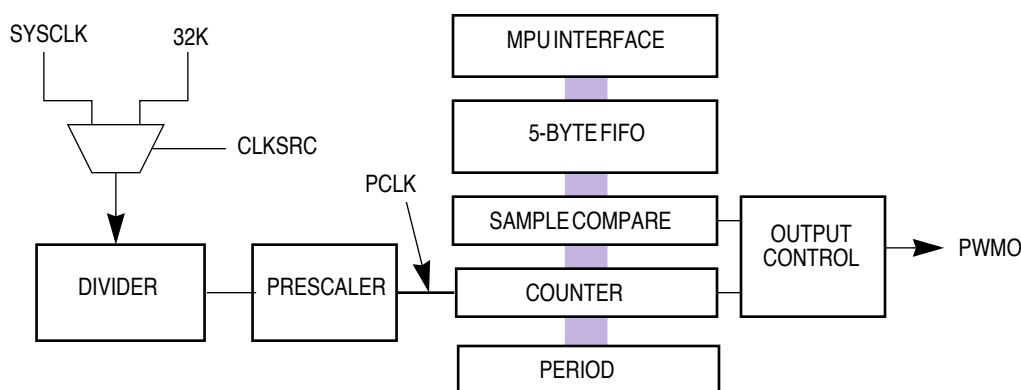 SYSCLK
32K
CLKSRC
DIVIDER
PRESCALER
PCLK
MPU INTERFACE
5-BYTE FIFO
SAMPLE COMPARE
COUNTER
PERIOD
OUTPUT
CONTROL
PWMO